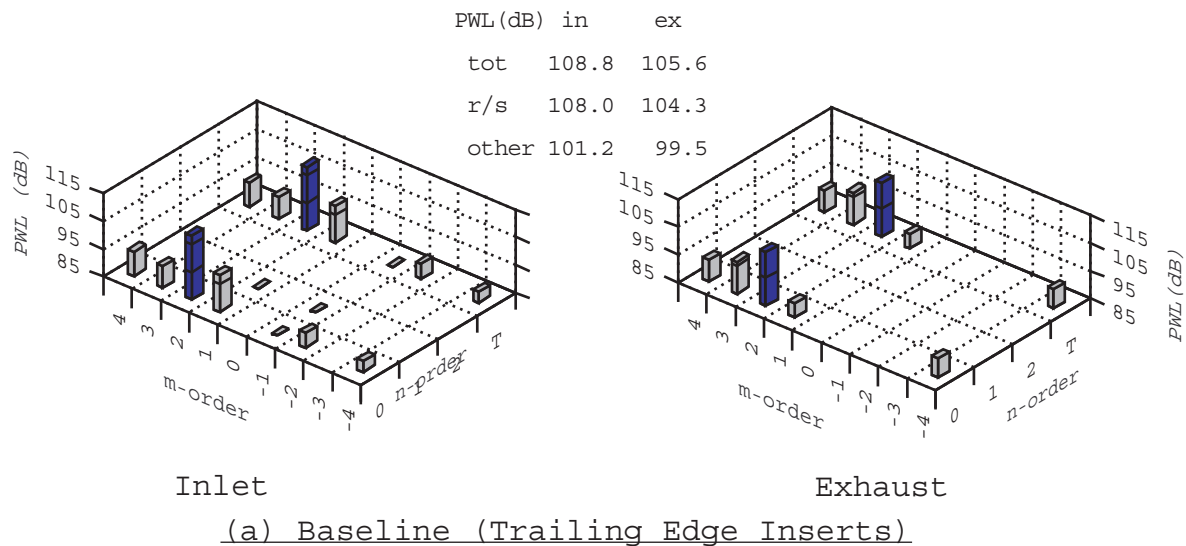 PWL(dB) in ex
tot 108.8 105.6
r/s 108.0 104.3
other 101.2 99.5
PWL (dB)
115
105
95
85
4
3
2
1
0
-1
-2
-3
-4
m-order
0
1
2
T
n-order
Inlet
115
105
95
85
4
3
2
1
0
-1
-2
-3
-4
m-order
0
1
2
T
n-order
115
105
95
85
PWL(dB)
Exhaust
(a) Baseline (Trailing Edge Inserts)